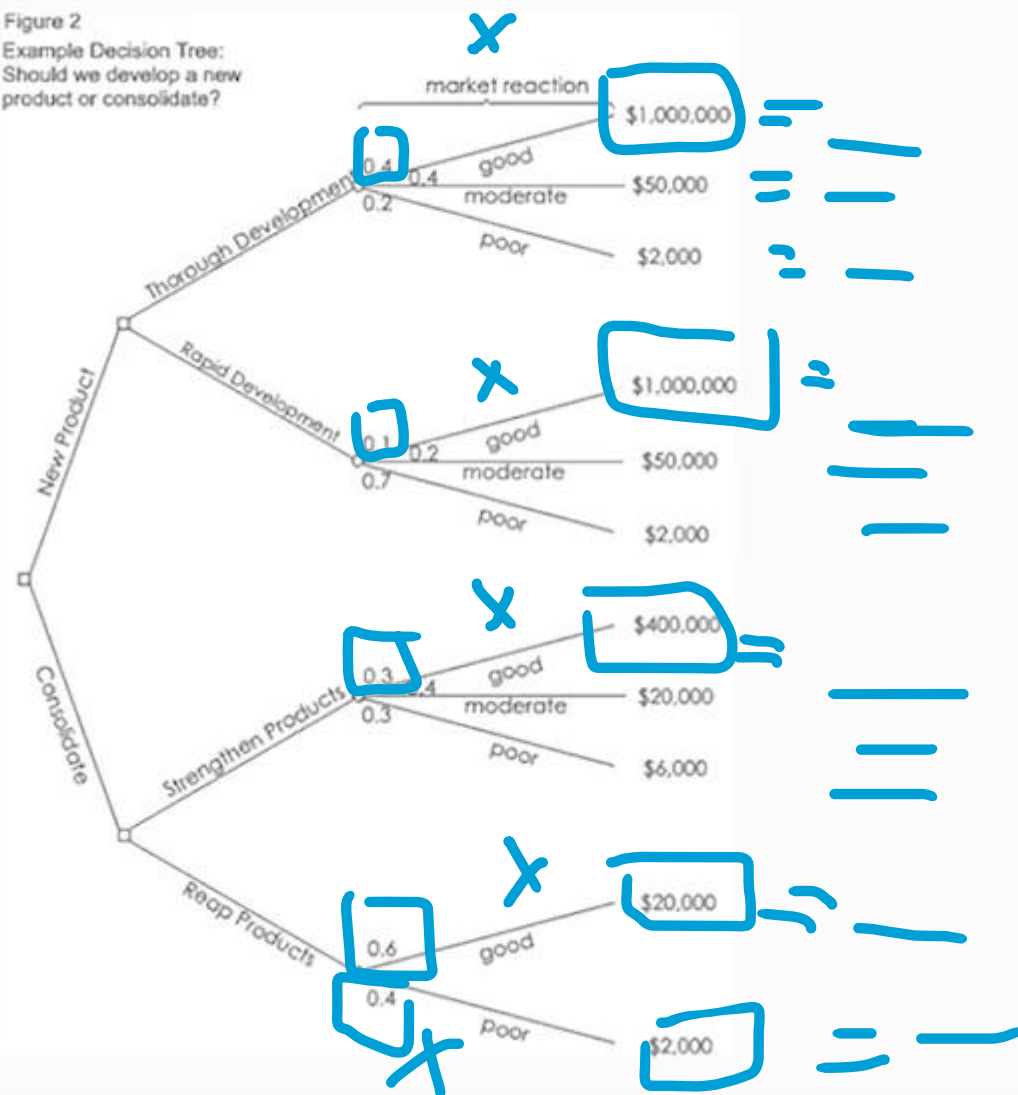 Figure 2
Example Decision Tree:
Should we develop a new
product or consolidate?
X
market reaction
$1,000,000
0.4
good
0.4
$50,000
moderate
0.2
poor
$2,000
Thorough Development
New Product
Rapid Development
X
$1,000,000
0.1
good
0.2
$50,000
moderate
0.7
poor
$2,000
X
$400,000
0.3
good
$20,000
moderate
0.3
poor
$6,000
Strengthen Products
Consolidate
Reap Products
X
$20,000
0.6
good
0.4
poor
$2,000
X